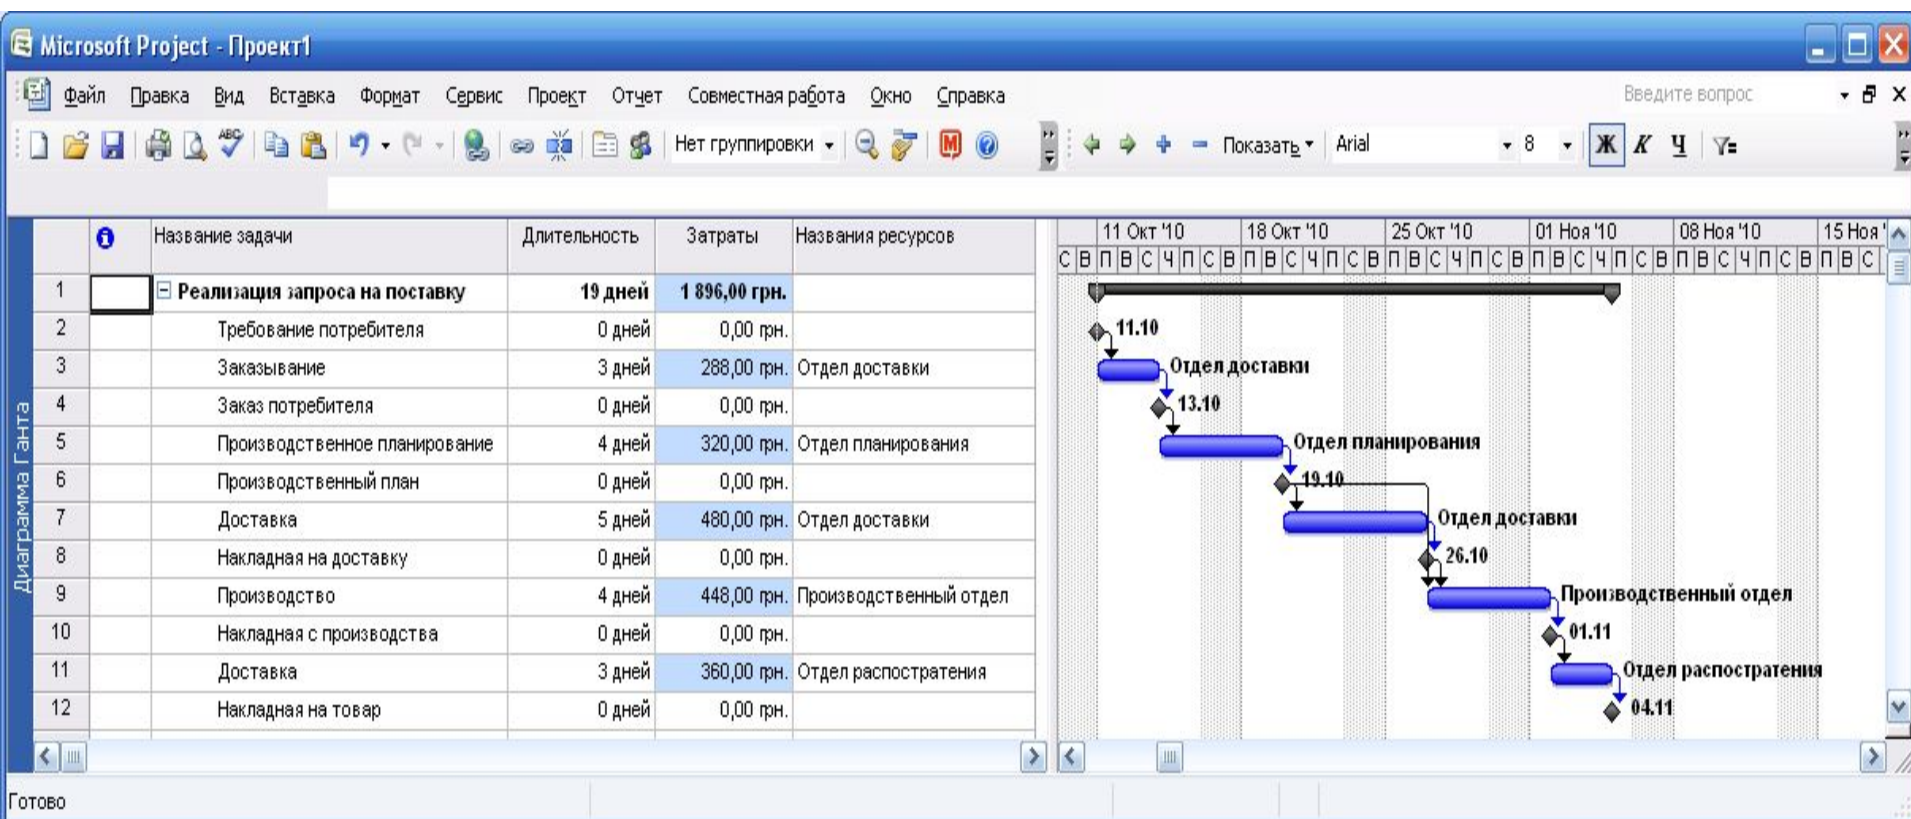 Microsoft Project - Проект1
Файл Правка Вид Вставка Формат Сервис Проект Отчет Совместная работа Окно Справка Введите вопрос
Нет группировки Показать Arial 8 Ж К Ч
Название задачи Длительность Затраты Названия ресурсов 11 Окт '10 18 Окт '10 25 Окт '10 01 Ноя '10 08 Ноя '10 15 Ноя '
С В П В С Ч П С В П В С Ч П С В П В С Ч П С В П В С Ч П С В П В С Ч П С В П В С
1 Реализация запроса на поставку 19 дней 1 896,00 грн.
2 Требование потребителя 0 дней 0,00 грн. 11.10
3 Заказывание 3 дней 288,00 грн. Отдел доставки Отдел доставки
4 Заказ потребителя 0 дней 0,00 грн. 13.10
5 Производственное планирование 4 дней 320,00 грн. Отдел планирования Отдел планирования
6 Производственный план 0 дней 0,00 грн. 19.10
7 Доставка 5 дней 480,00 грн. Отдел доставки Отдел доставки
8 Накладная на доставку 0 дней 0,00 грн. 26.10
9 Производство 4 дней 448,00 грн. Производственный отдел Производственный отдел
10 Накладная с производства 0 дней 0,00 грн. 01.11
11 Доставка 3 дней 360,00 грн. Отдел распостратения Отдел распостратения
12 Накладная на товар 0 дней 0,00 грн. 04.11
Диаграмма Ганта
Готово